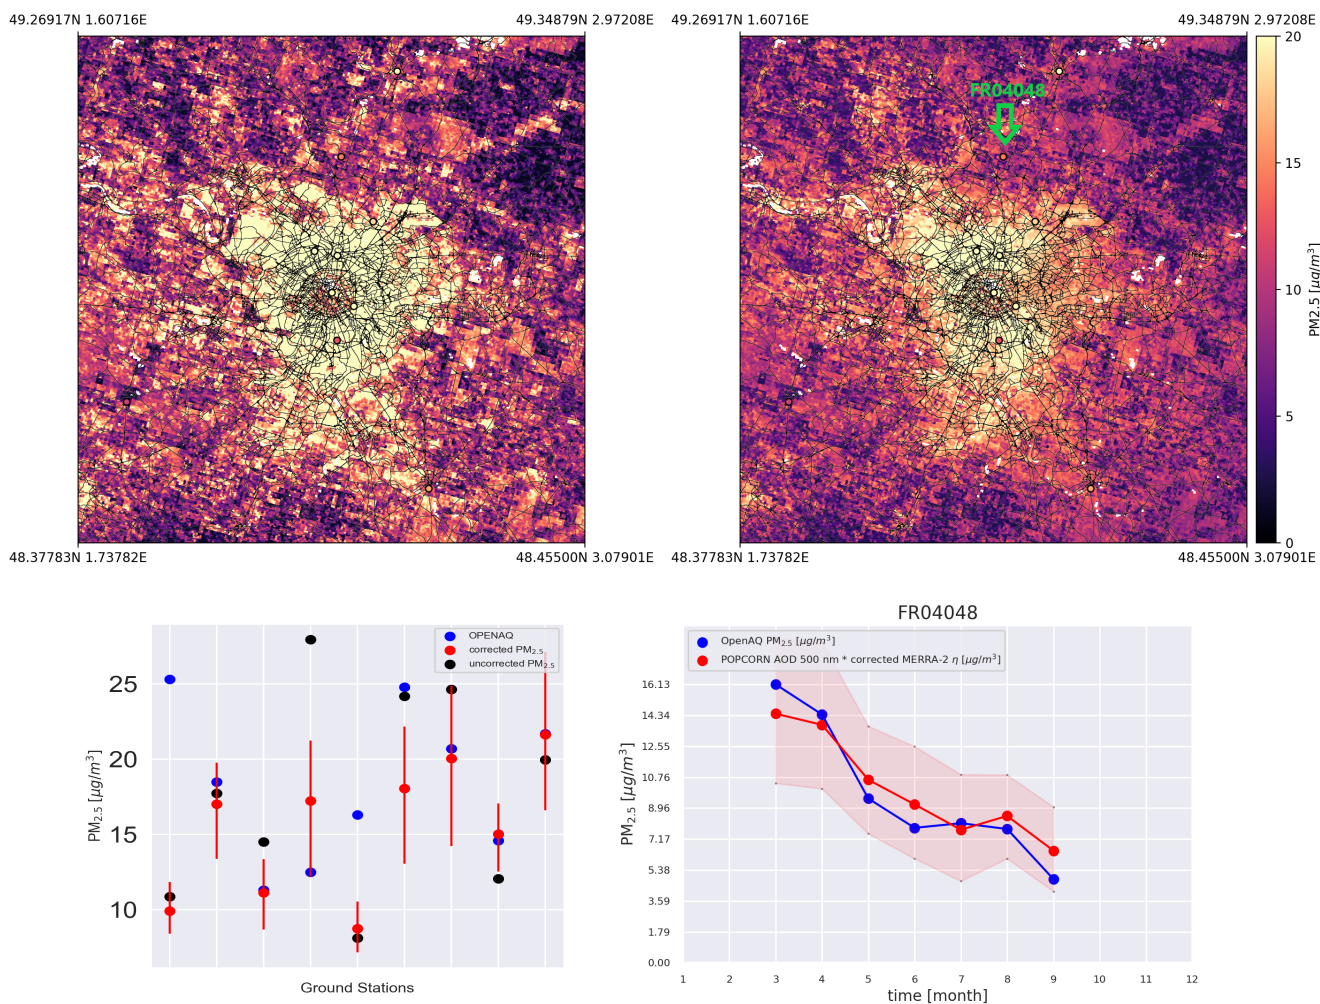 49.26917N 1.60716E
49.34879N 2.97208E
49.26917N 1.60716E
49.34879N 2.97208E
FR04048
20
15
10
5
0
PM2.5 [μg/m³]
48.37783N 1.73782E
48.45500N 3.07901E
48.37783N 1.73782E
48.45500N 3.07901E
OPENAQ
corrected PM2.5
uncorrected PM2.5
25
20
15
10
PM2.5 [μg/m³]
Ground Stations
FR04048
OpenAQ PM2.5 [μg/m³]
POPCORN AOD 500 nm * corrected MERRA-2 η [μg/m³]
16.13
14.34
12.55
10.76
8.96
7.17
5.38
3.59
1.79
0.00
PM2.5 [μg/m³]
1 2 3 4 5 6 7 8 9 10 11 12
time [month]